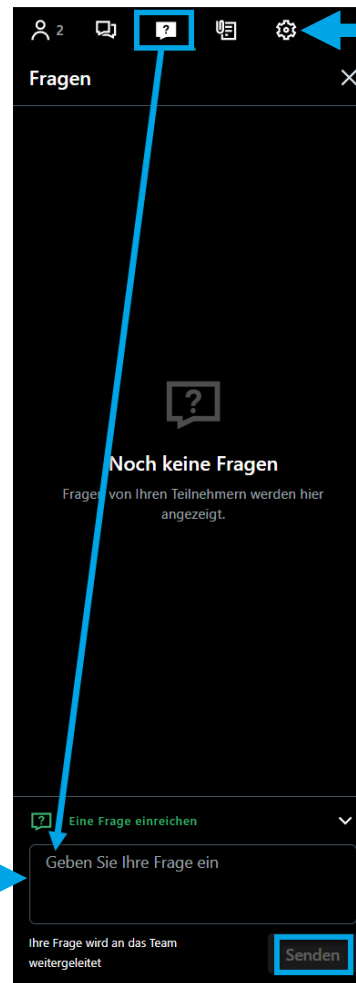 2
Fragen
Noch keine Fragen
Fragen von Ihren Teilnehmern werden hier
angezeigt.
Eine Frage einreichen
Geben Sie Ihre Frage ein
Ihre Frage wird an das Team
weitergeleitet
Senden